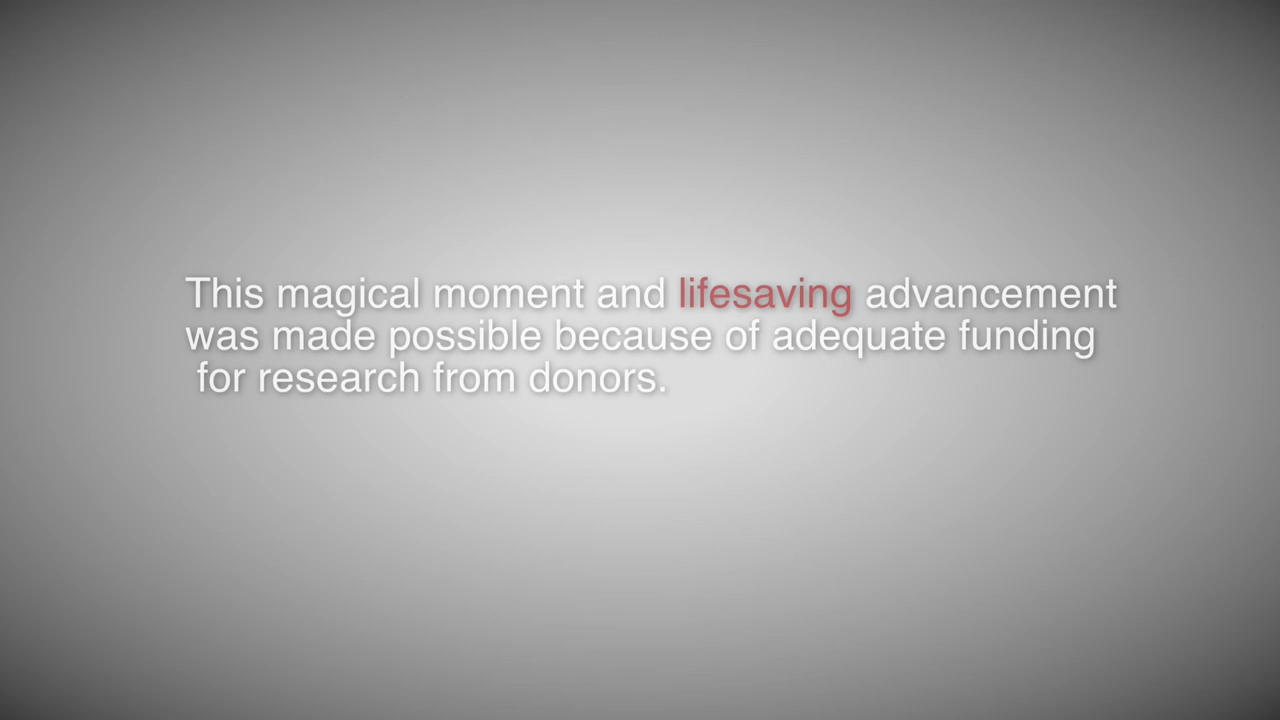 This magical moment and lifesaving advancement
was made possible because of adequate funding
for research from donors.